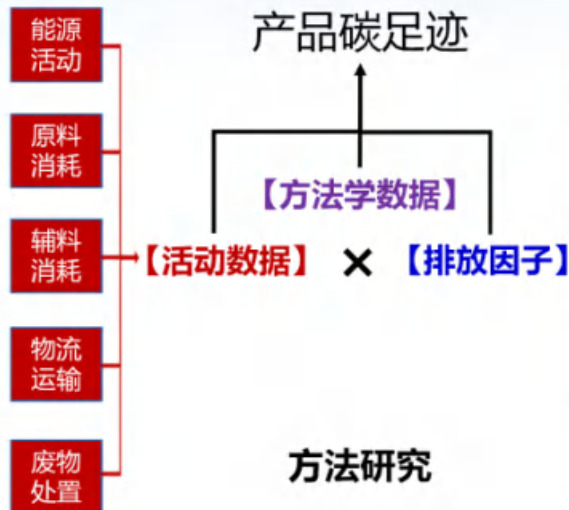 能源
活动
原料
消耗
辅料
消耗
物流
运输
废物
处置
产品碳足迹
【方法学数据】
【活动数据】 × 【排放因子】
方法研究